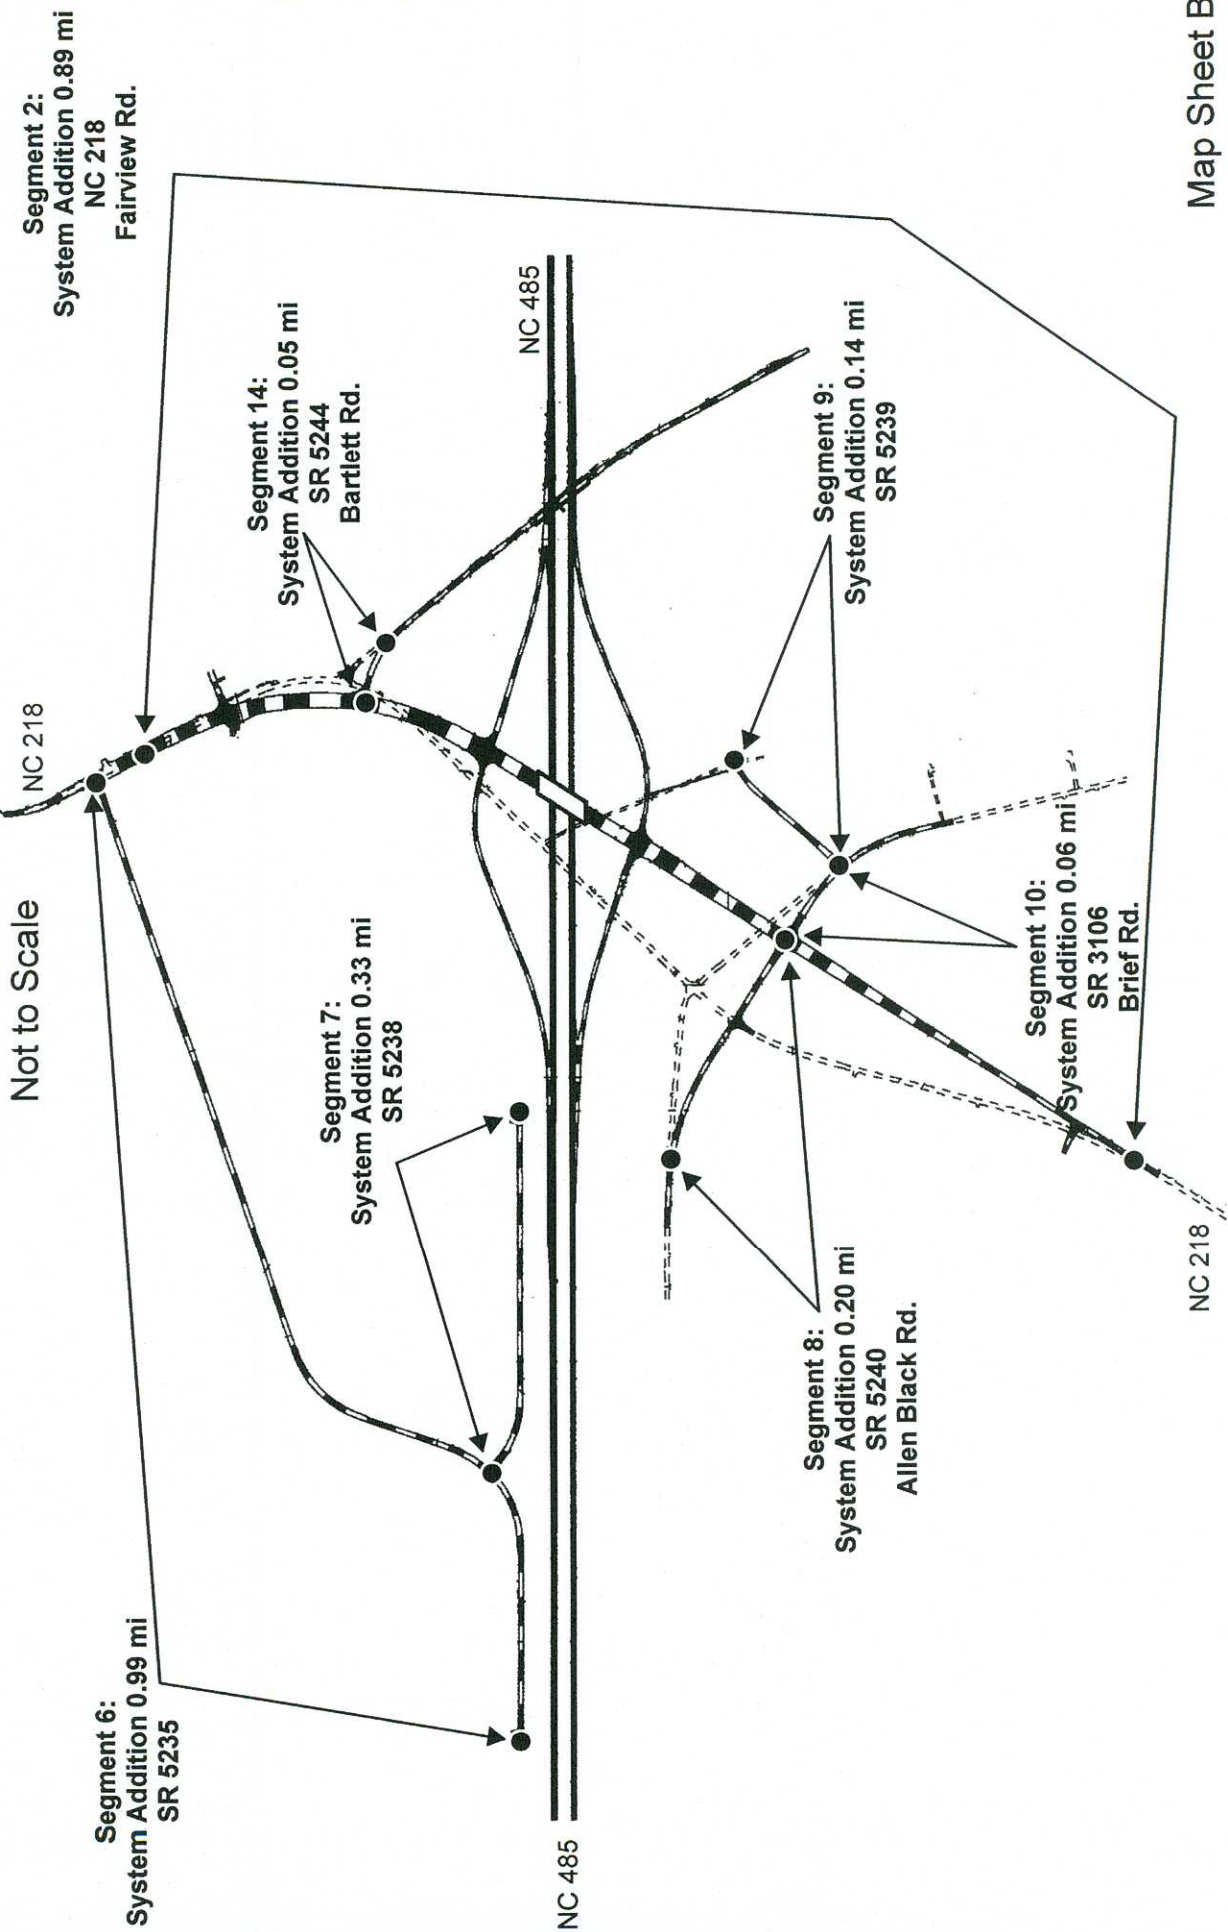 Not to Scale
Segment 6:
System Addition 0.99 mi
SR 5235
NC 218
Segment 2:
System Addition 0.89 mi
NC 218
Fairview Rd.
Segment 7:
System Addition 0.33 mi
SR 5238
Segment 14:
System Addition 0.05 mi
SR 5244
Bartlett Rd.
NC 485
NC 485
Segment 8:
System Addition 0.20 mi
SR 5240
Allen Black Rd.
Segment 9:
System Addition 0.14 mi
SR 5239
Segment 10:
System Addition 0.06 mi
SR 3106
Brief Rd.
NC 218
Map Sheet B